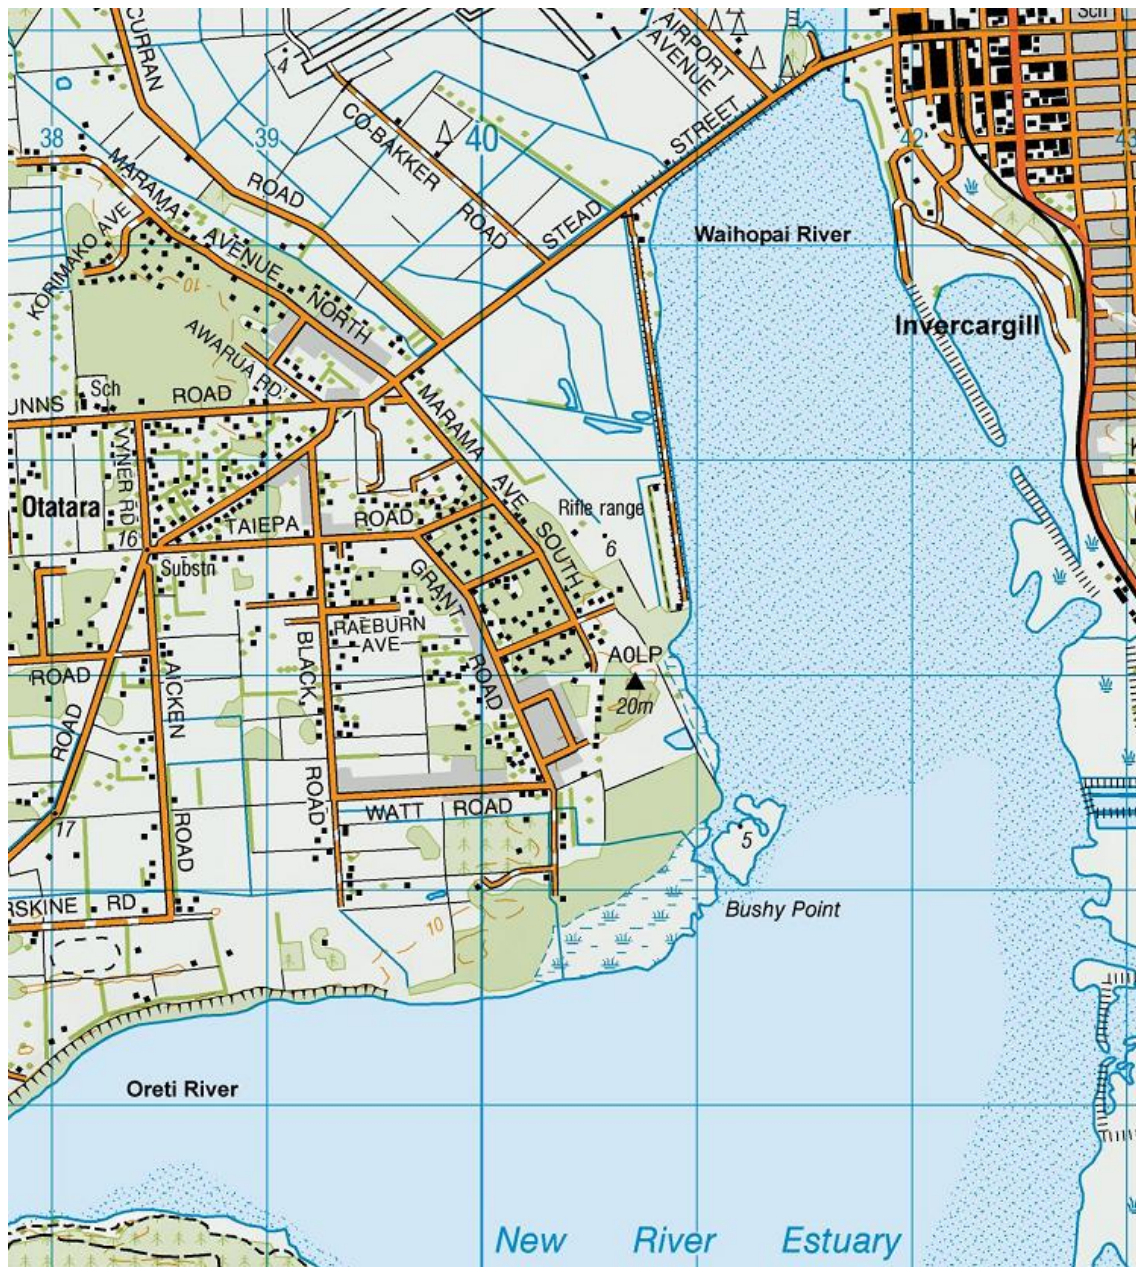 CURRAN
ROAD
4
CO-BAKKER
ROAD
AIRPORT
AVENUE
STEAD
STREET
Sch
38
39
40
42
43
MARAMA
AVENUE
NORTH
KORIMAKO AVE
10
AWARUA RD
Waihopai River
Invercargill
Sch
UNNS
ROAD
VYNER RD
Otatara
16
TAIEPA
ROAD
MARAMA
AVE
SOUTH
Rifle range
6
Substn
GRANT
ROAD
RAEBURN
AVE
BLACK
ROAD
AOLP
20m
ROAD
AICKEN
ROAD
ROAD
17
WATT
ROAD
5
Bushy Point
RSKINE
RD
10
Oreti River
New River Estuary